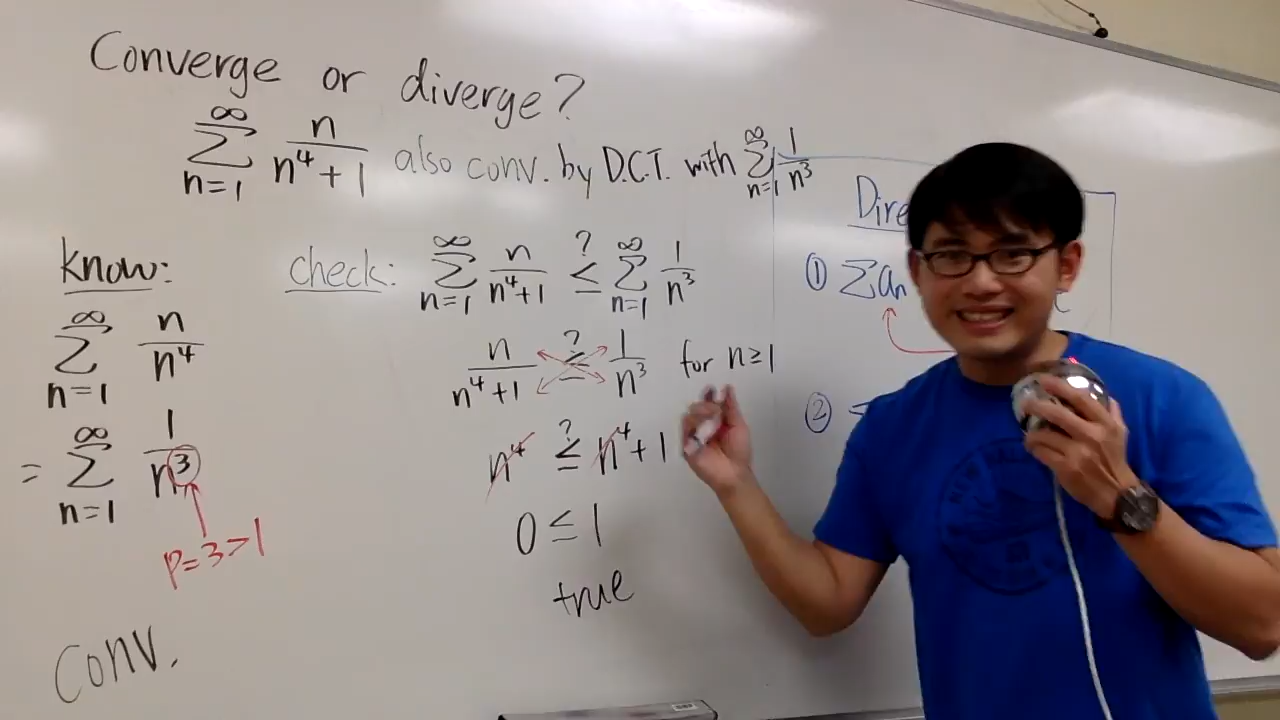 Converge or diverge?
∞∑n=1 n/(n⁴+1) also conv. by D.C.T. with ∞∑n=1 1/n³
know:
∞∑n=1 n/n⁴
= ∞∑n=1 1/n³
p=3>1
Conv.
check: ∞∑n=1 n/(n⁴+1) ≤? ∞∑n=1 1/n³
n/(n⁴+1) ≤? 1/n³ for n≥1
n⁴ ≤? n⁴+1
0 ≤ 1
true
① ∑an
②